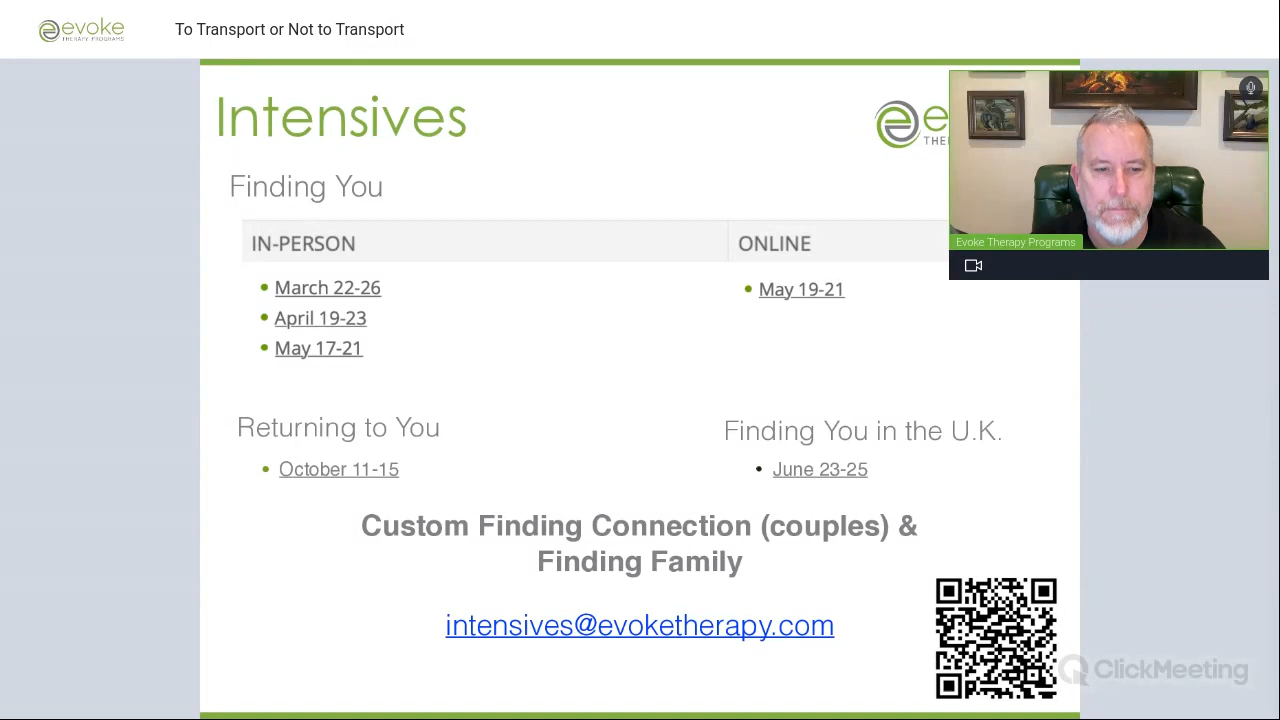 evoke
THERAPY PROGRAMS
To Transport or Not to Transport
Intensives
Finding You
IN-PERSON
ONLINE
March 22-26
April 19-23
May 17-21
May 19-21
Evoke Therapy Programs
Returning to You
Finding You in the U.K.
October 11-15
June 23-25
Custom Finding Connection (couples) &
Finding Family
intensives@evoketherapy.com
ClickMeeting